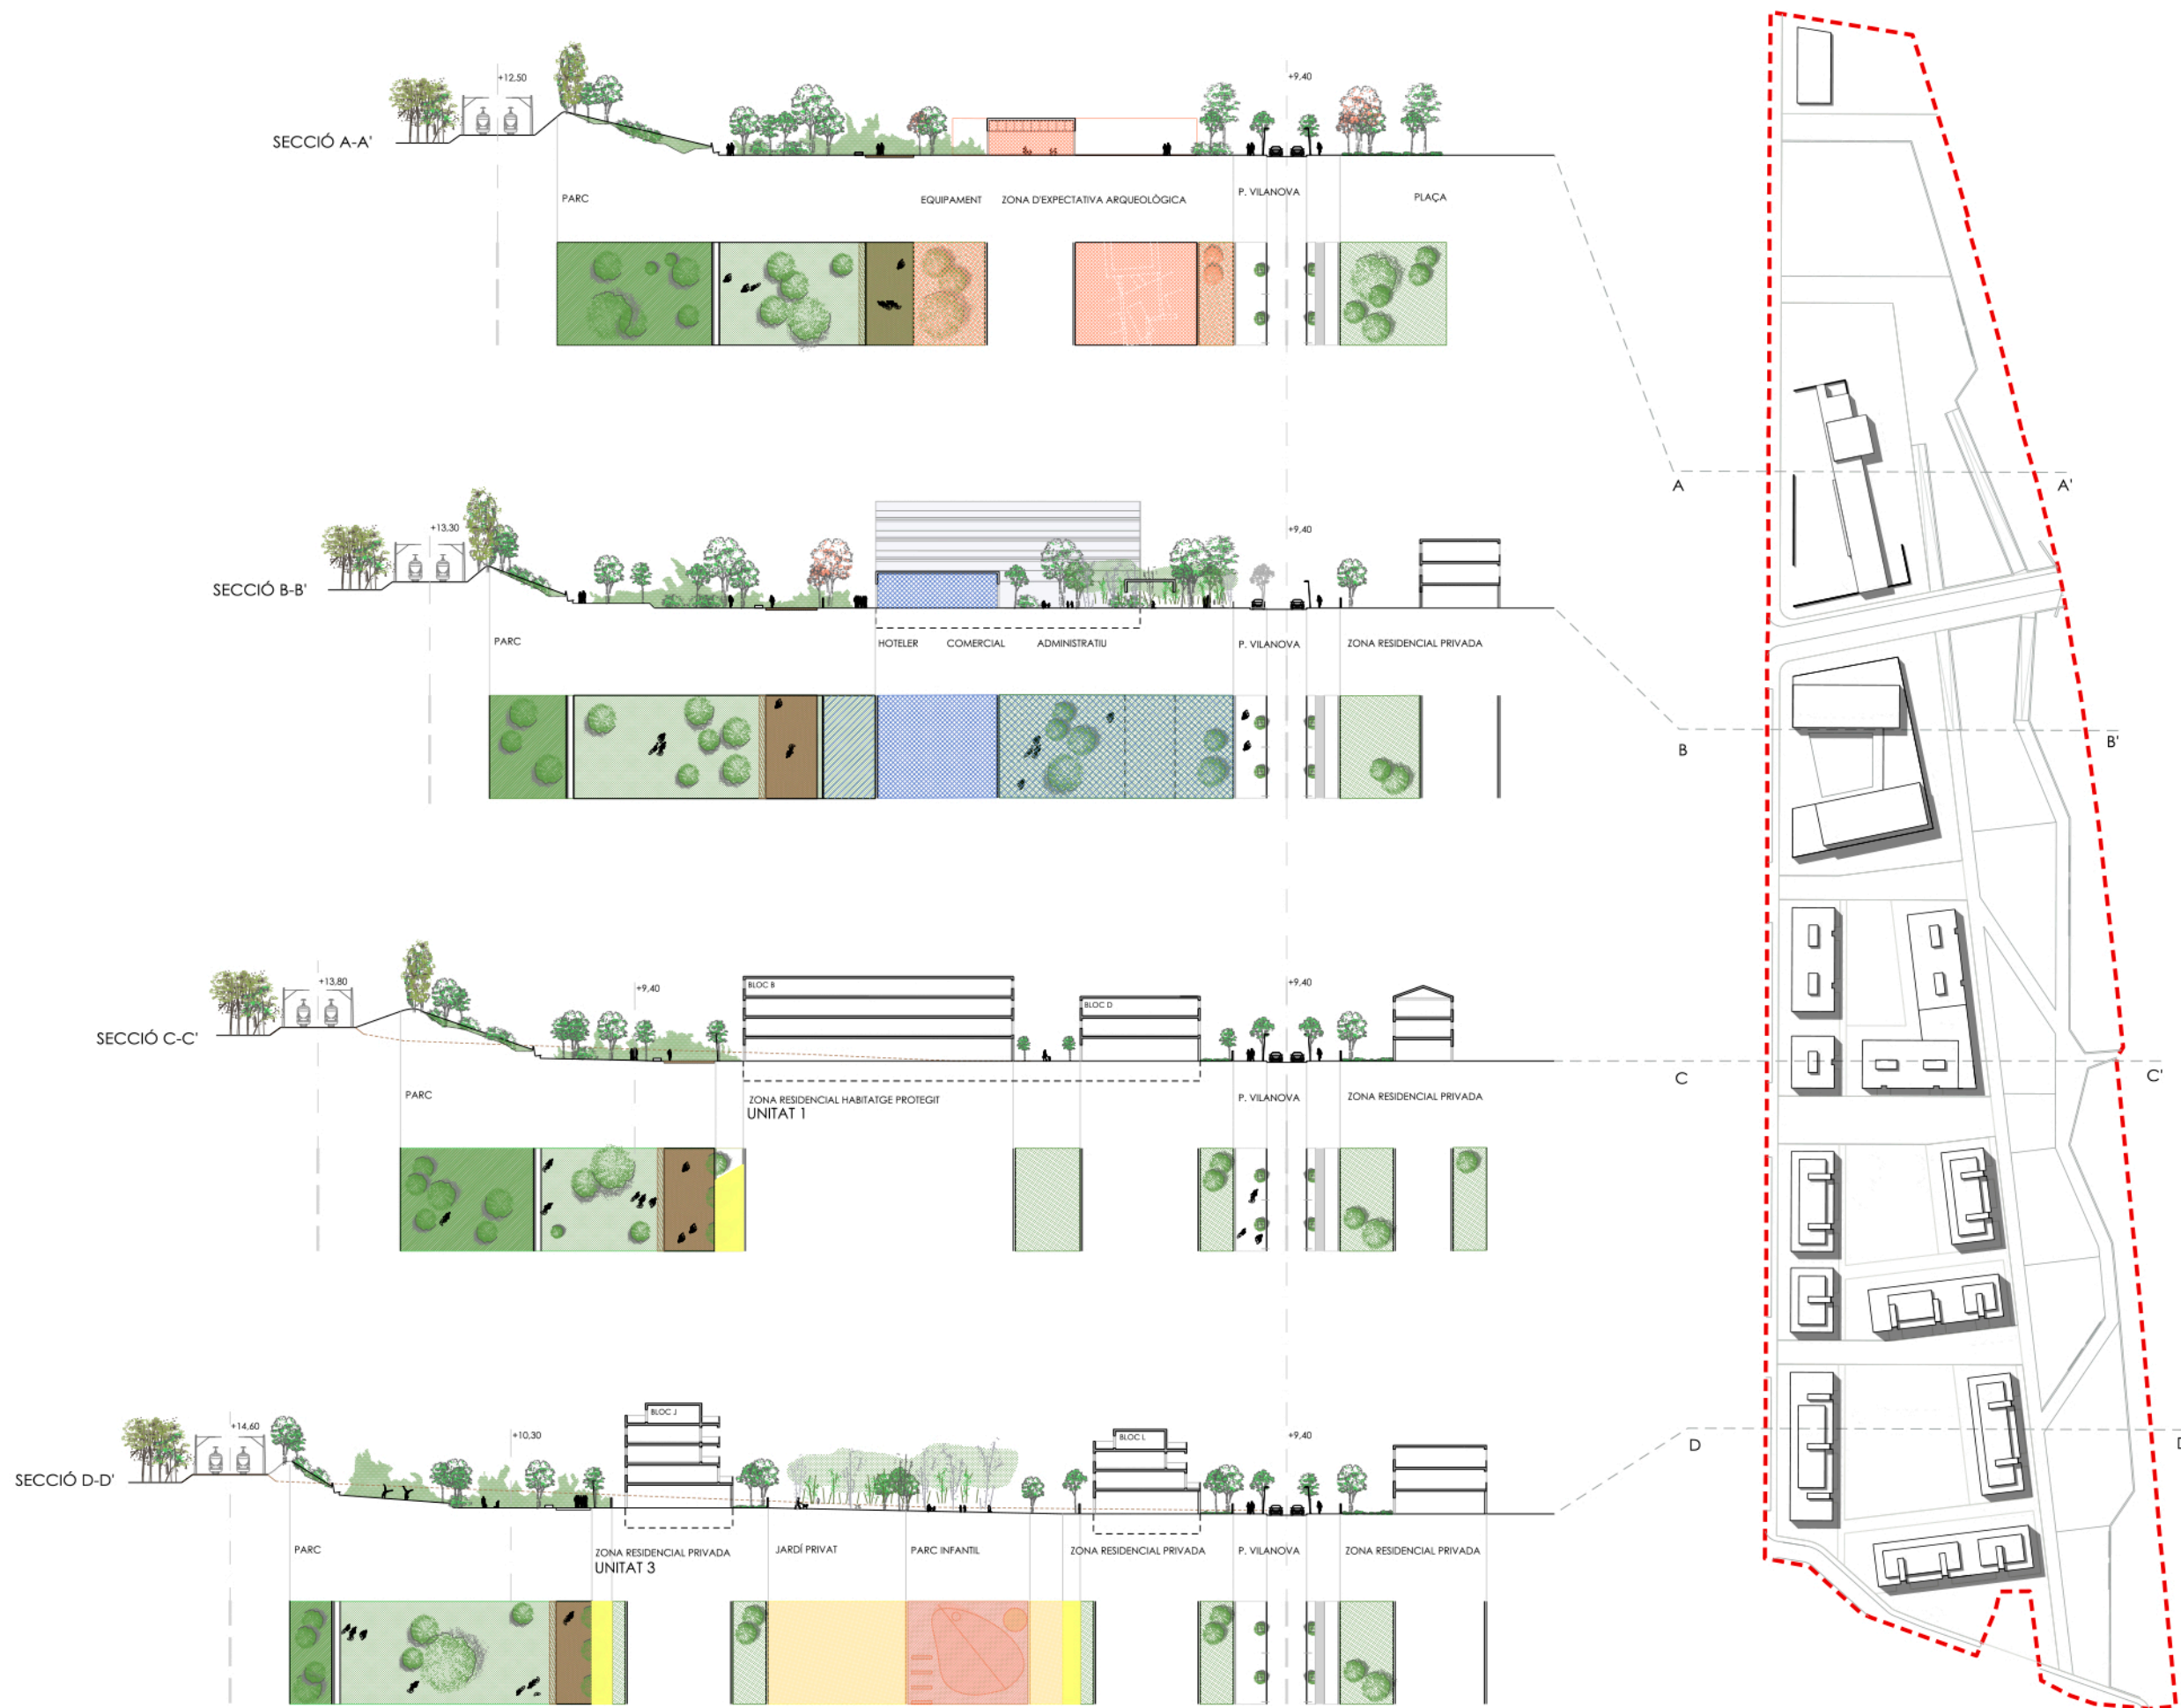 +12.50
+9,40
SECCIÓ A-A'
PARC
EQUIPAMENT
ZONA D'EXPECTATIVA ARQUEOLÒGICA
P. VILANOVA
PLAÇA
A
A'
+13.30
+9,40
SECCIÓ B-B'
PARC
HOTELER
COMERCIAL
ADMINISTRATIU
P. VILANOVA
ZONA RESIDENCIAL PRIVADA
B
B'
+13,80
+9,40
BLOC B
BLOC D
+9,40
SECCIÓ C-C'
PARC
ZONA RESIDENCIAL HABITATGE PROTEGIT
UNITAT 1
P. VILANOVA
ZONA RESIDENCIAL PRIVADA
C
C'
+14,60
+10,30
BLOC J
BLOC L
+9,40
SECCIÓ D-D'
PARC
ZONA RESIDENCIAL PRIVADA
UNITAT 3
JARDÍ PRIVAT
PARC INFANTIL
ZONA RESIDENCIAL PRIVADA
P. VILANOVA
ZONA RESIDENCIAL PRIVADA
D